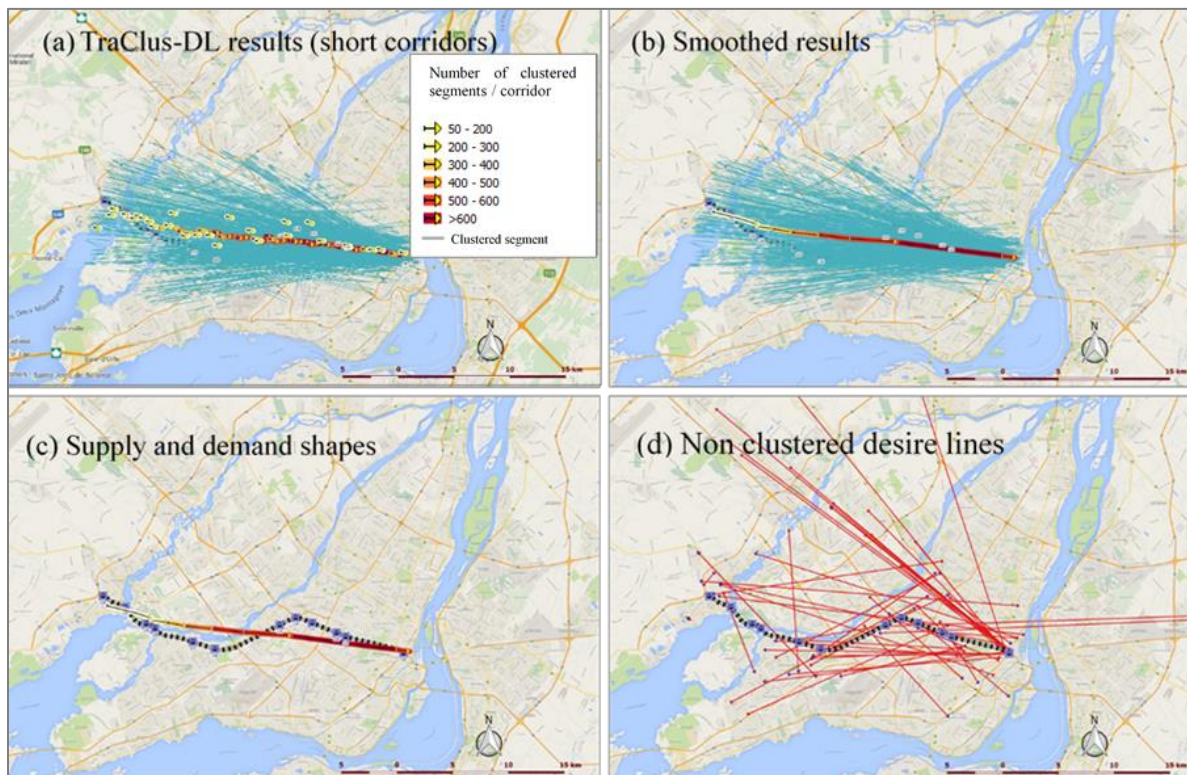 (a) TraClus-DL results (short corridors)
Number of clustered
segments / corridor
50 - 200
200 - 300
300 - 400
400 - 500
500 - 600
>600
Clustered segment
N
5 0 5 10 15 km
(b) Smoothed results
N
5 0 5 10 15 km
(c) Supply and demand shapes
N
5 0 5 10 15 km
(d) Non clustered desire lines
N
5 0 5 10 15 km